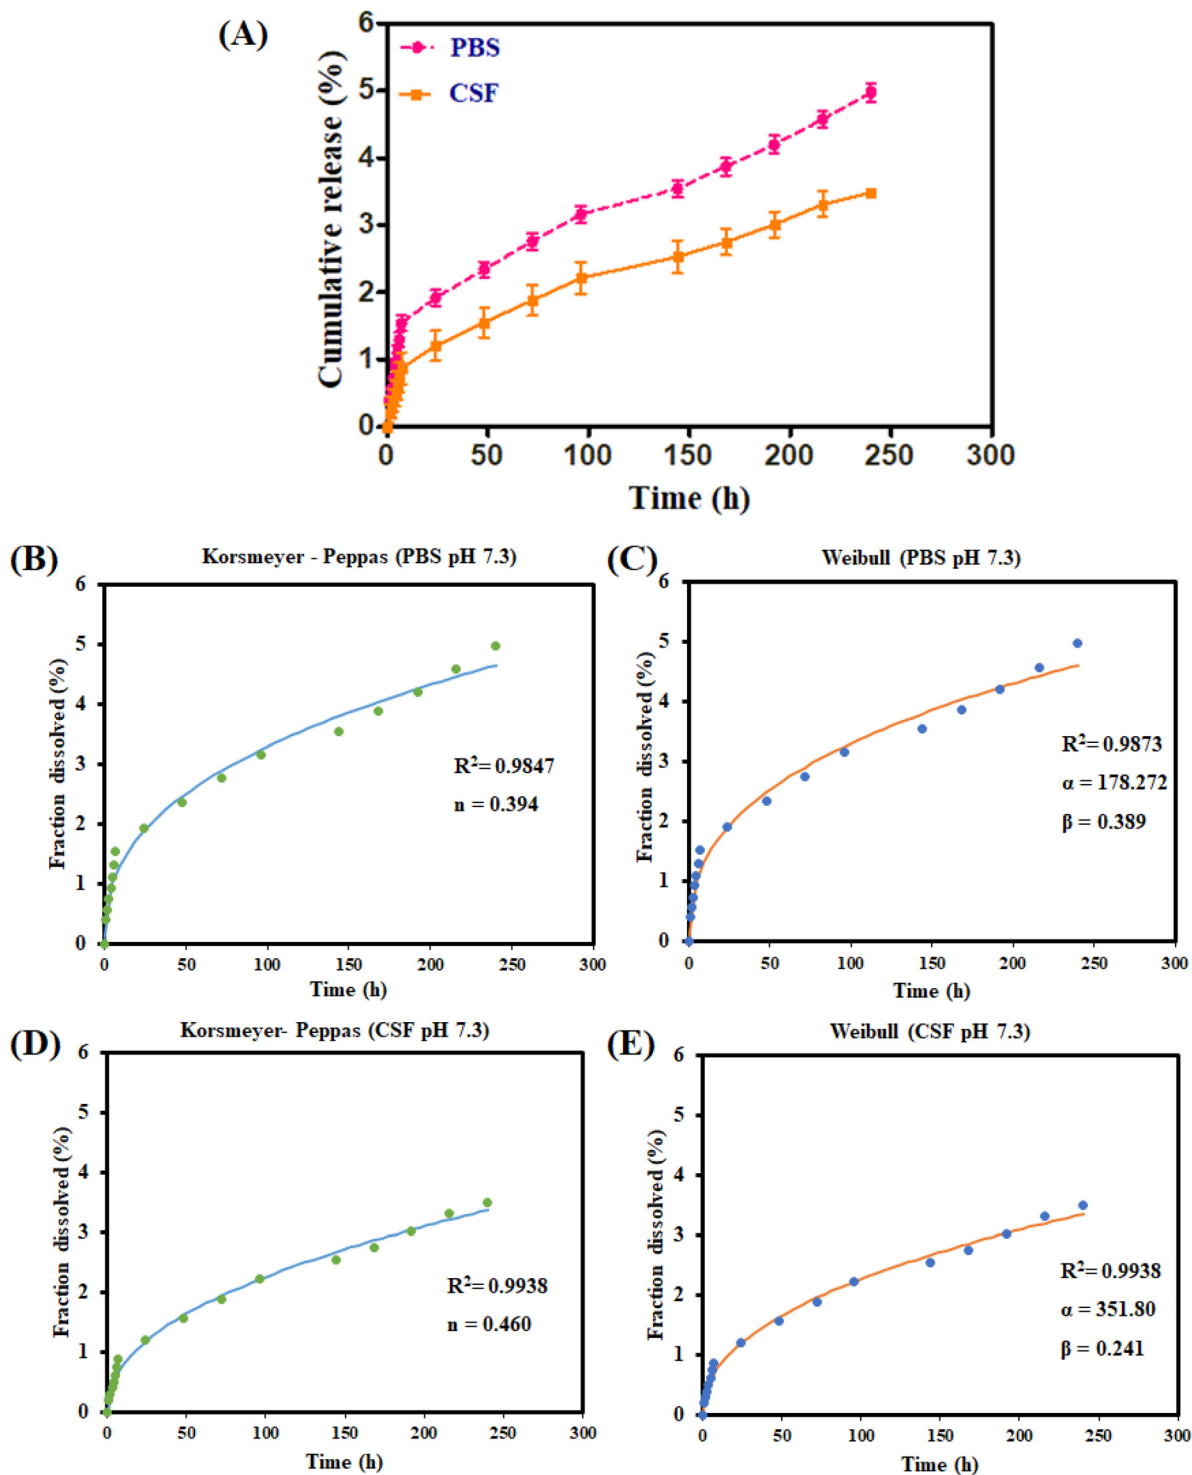 (A)
PBS
CSF
Cumulative release (%)
6
5
4
3
2
1
0
0 50 100 150 200 250 300
Time (h)
(B)
Korsmeyer - Peppas (PBS pH 7.3)
Fraction dissolved (%)
6
5
4
3
2
1
0
R²= 0.9847
n = 0.394
0 50 100 150 200 250 300
Time (h)
(C)
Weibull (PBS pH 7.3)
Fraction dissolved (%)
6
5
4
3
2
1
0
R²= 0.9873
α = 178.272
β = 0.389
0 50 100 150 200 250 300
Time (h)
(D)
Korsmeyer- Peppas (CSF pH 7.3)
Fraction dissolved (%)
6
5
4
3
2
1
0
R²= 0.9938
n = 0.460
0 50 100 150 200 250 300
Time (h)
(E)
Weibull (CSF pH 7.3)
Fraction dissolved (%)
6
5
4
3
2
1
0
R²= 0.9938
α = 351.80
β = 0.241
0 50 100 150 200 250 300
Time (h)